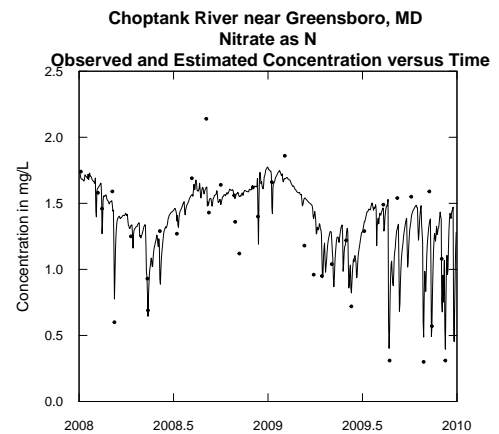 Choptank River near Greensboro, MD
Nitrate as N
Observed and Estimated Concentration versus Time
Concentration in mg/L
2.5
2.0
1.5
1.0
0.5
0.0
2008
2008.5
2009
2009.5
2010